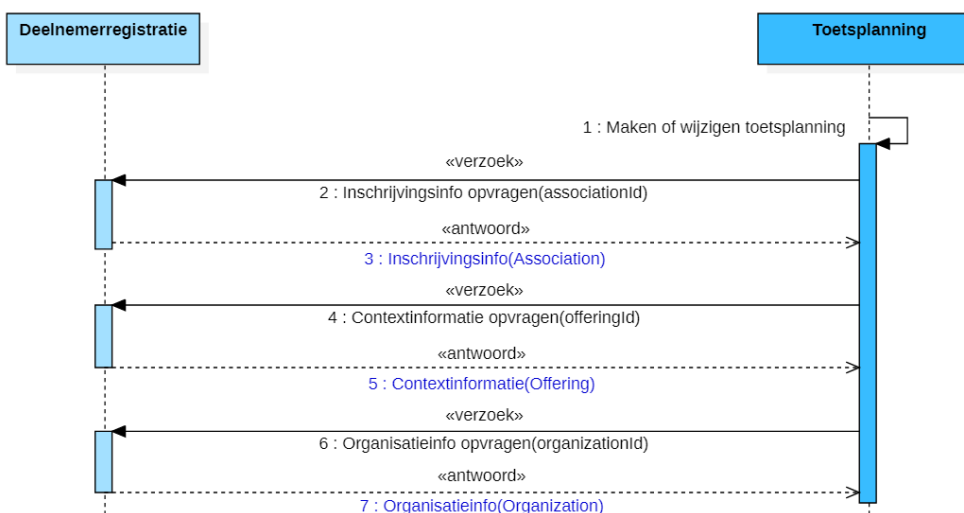 Deelnemerregistratie
Toetsplanning
1 : Maken of wijzigen toetsplanning
«verzoek»
2 : Inschrijvingsinfo opvragen(associationId)
«antwoord»
3 : Inschrijvingsinfo(Association)
«verzoek»
4 : Contextinformatie opvragen(offeringId)
«antwoord»
5 : Contextinformatie(Offering)
«verzoek»
6 : Organisatieinfo opvragen(organizationId)
«antwoord»
7 : Organisatieinfo(Organization)